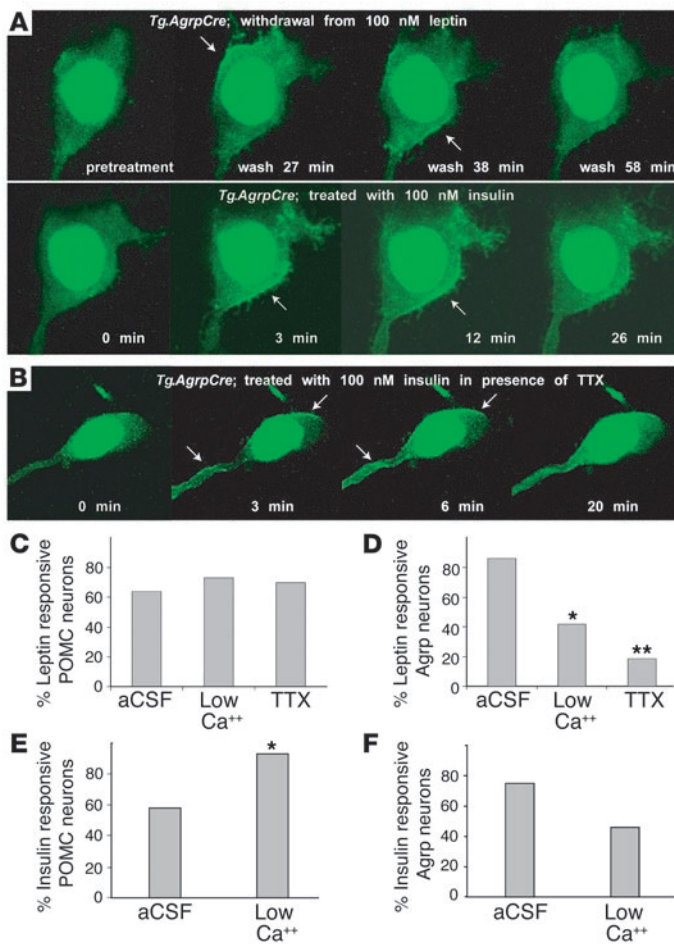 A
Tg.AgrpCre; withdrawal from 100 nM leptin
pretreatment
wash 27 min
wash 38 min
wash 58 min
Tg.AgrpCre; treated with 100 nM insulin
0 min
3 min
12 min
26 min
B
Tg.AgrpCre; treated with 100 nM insulin in presence of TTX
0 min
3 min
6 min
20 min
C
% Leptin responsive
POMC neurons
80
60
40
20
0
aCSF
Low
Ca++
TTX
D
% Leptin responsive
Agrp neurons
80
60
40
20
0
*
**
aCSF
Low
Ca++
TTX
E
% Insulin responsive
POMC neurons
80
60
40
20
0
*
aCSF
Low
Ca++
F
% Insulin responsive
Agrp neurons
80
60
40
20
0
aCSF
Low
Ca++